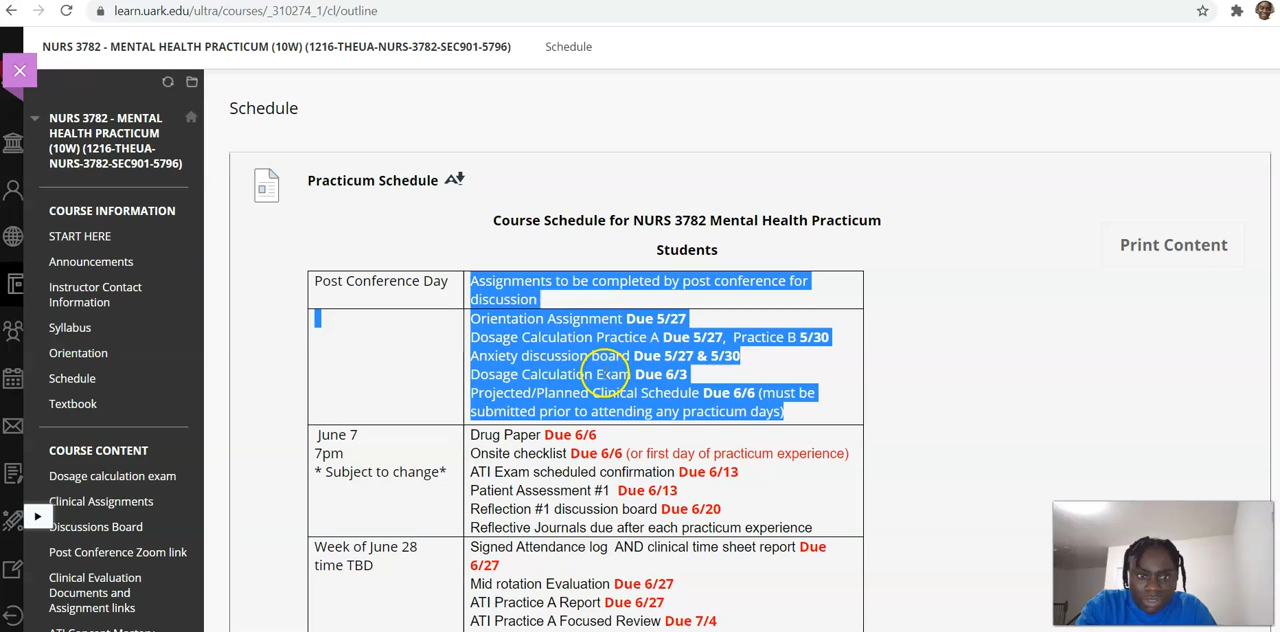 learn.uark.edu/ultra/courses/_310274_1/cl/outline
NURS 3782 - MENTAL HEALTH PRACTICUM (10W) (1216-THEUA-NURS-3782-SEC901-5796)
Schedule
NURS 3782 - MENTAL
HEALTH PRACTICUM
(10W) (1216-THEUA-
NURS-3782-SEC901-5796)
COURSE INFORMATION
START HERE
Announcements
Instructor Contact
Information
Syllabus
Orientation
Schedule
Textbook
COURSE CONTENT
Dosage calculation exam
Clinical Assignments
Discussions Board
Post Conference Zoom link
Clinical Evaluation
Documents and
Assignment links
ATI Concept Mastery
Schedule
Practicum Schedule
Print Content
Course Schedule for NURS 3782 Mental Health Practicum
Students
Post Conference Day
Assignments to be completed by post conference for
discussion
Orientation Assignment Due 5/27
Dosage Calculation Practice A Due 5/27, Practice B 5/30
Anxiety discussion board Due 5/27 & 5/30
Dosage Calculation Exam Due 6/3
Projected/Planned Clinical Schedule Due 6/6 (must be
submitted prior to attending any practicum days)
June 7
7pm
* Subject to change*
Drug Paper Due 6/6
Onsite checklist Due 6/6 (or first day of practicum experience)
ATI Exam scheduled confirmation Due 6/13
Patient Assessment #1 Due 6/13
Reflection #1 discussion board Due 6/20
Reflective Journals due after each practicum experience
Week of June 28
time TBD
Signed Attendance log AND clinical time sheet report Due
6/27
Mid rotation Evaluation Due 6/27
ATI Practice A Report Due 6/27
ATI Practice A Focused Review Due 7/4